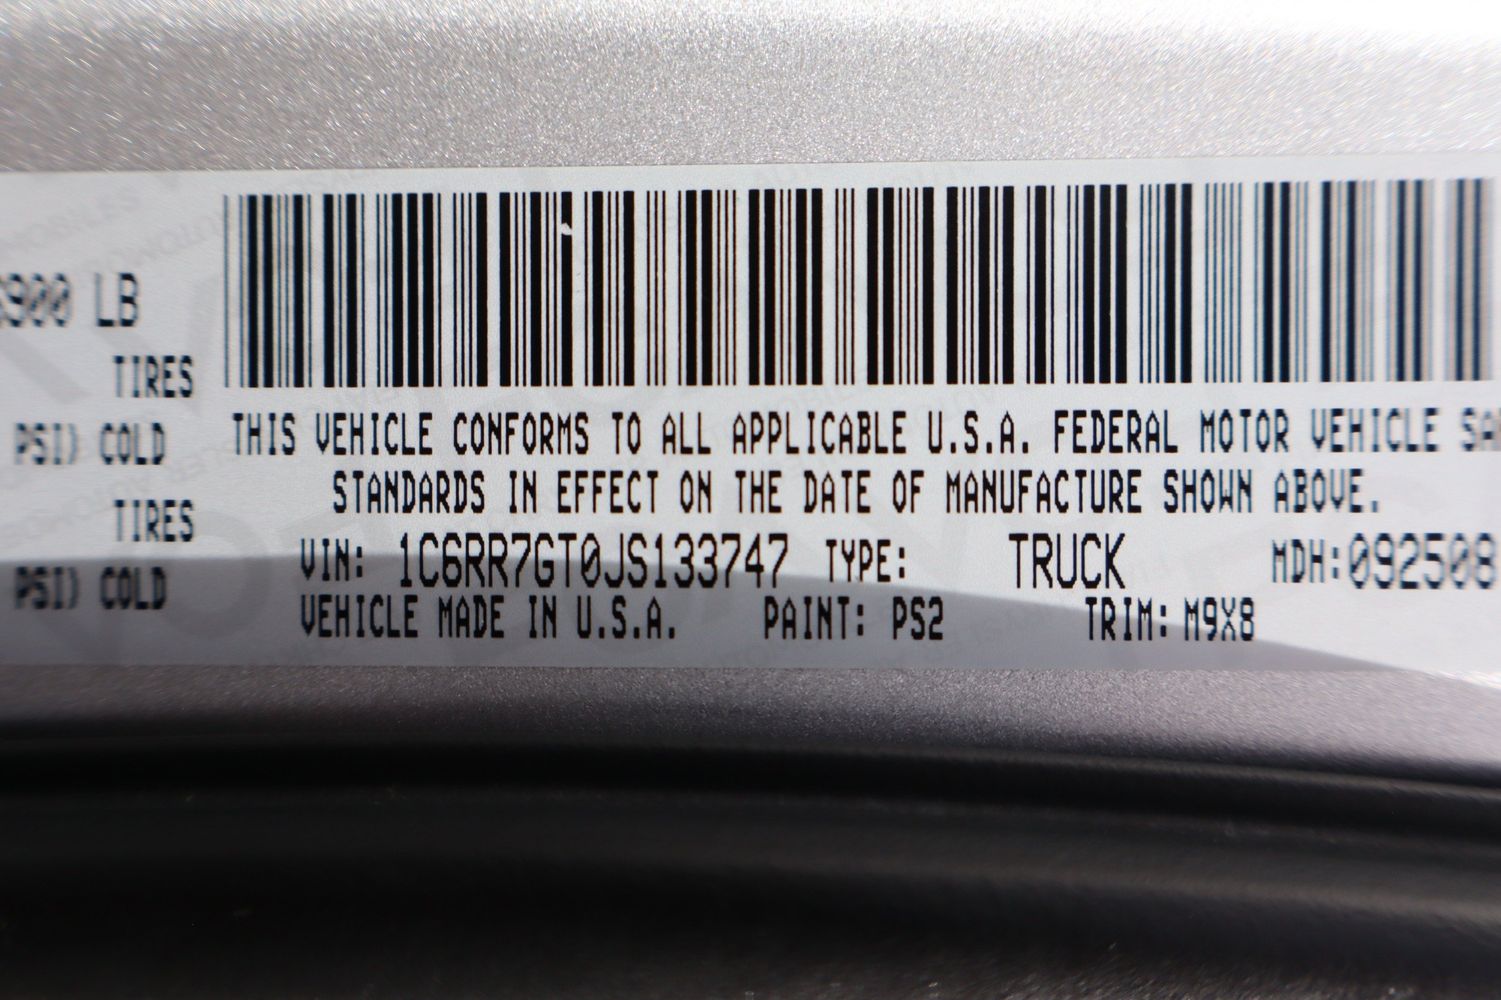 900 LB
TIRES
PSI) COLD
THIS VEHICLE CONFORMS TO ALL APPLICABLE U.S.A. FEDERAL MOTOR VEHICLE
STANDARDS IN EFFECT ON THE DATE OF MANUFACTURE SHOWN ABOVE.
TIRES
VIN: 1C6RR7GT0JS133747 TYPE: TRUCK MDH:092508
PSI) COLD
VEHICLE MADE IN U.S.A. PAINT: PS2 TRIM: M9X8